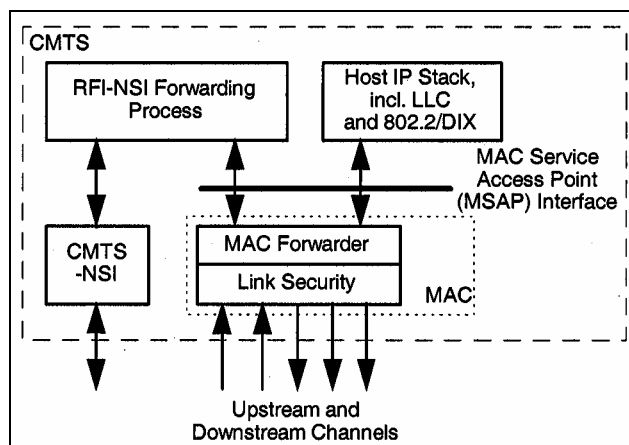 CMTS
RFI-NSI Forwarding
Process
Host IP Stack,
incl. LLC
and 802.2/DIX
MAC Service
Access Point
(MSAP) Interface
CMTS
-NSI
MAC Forwarder
Link Security
MAC
Upstream and
Downstream Channels